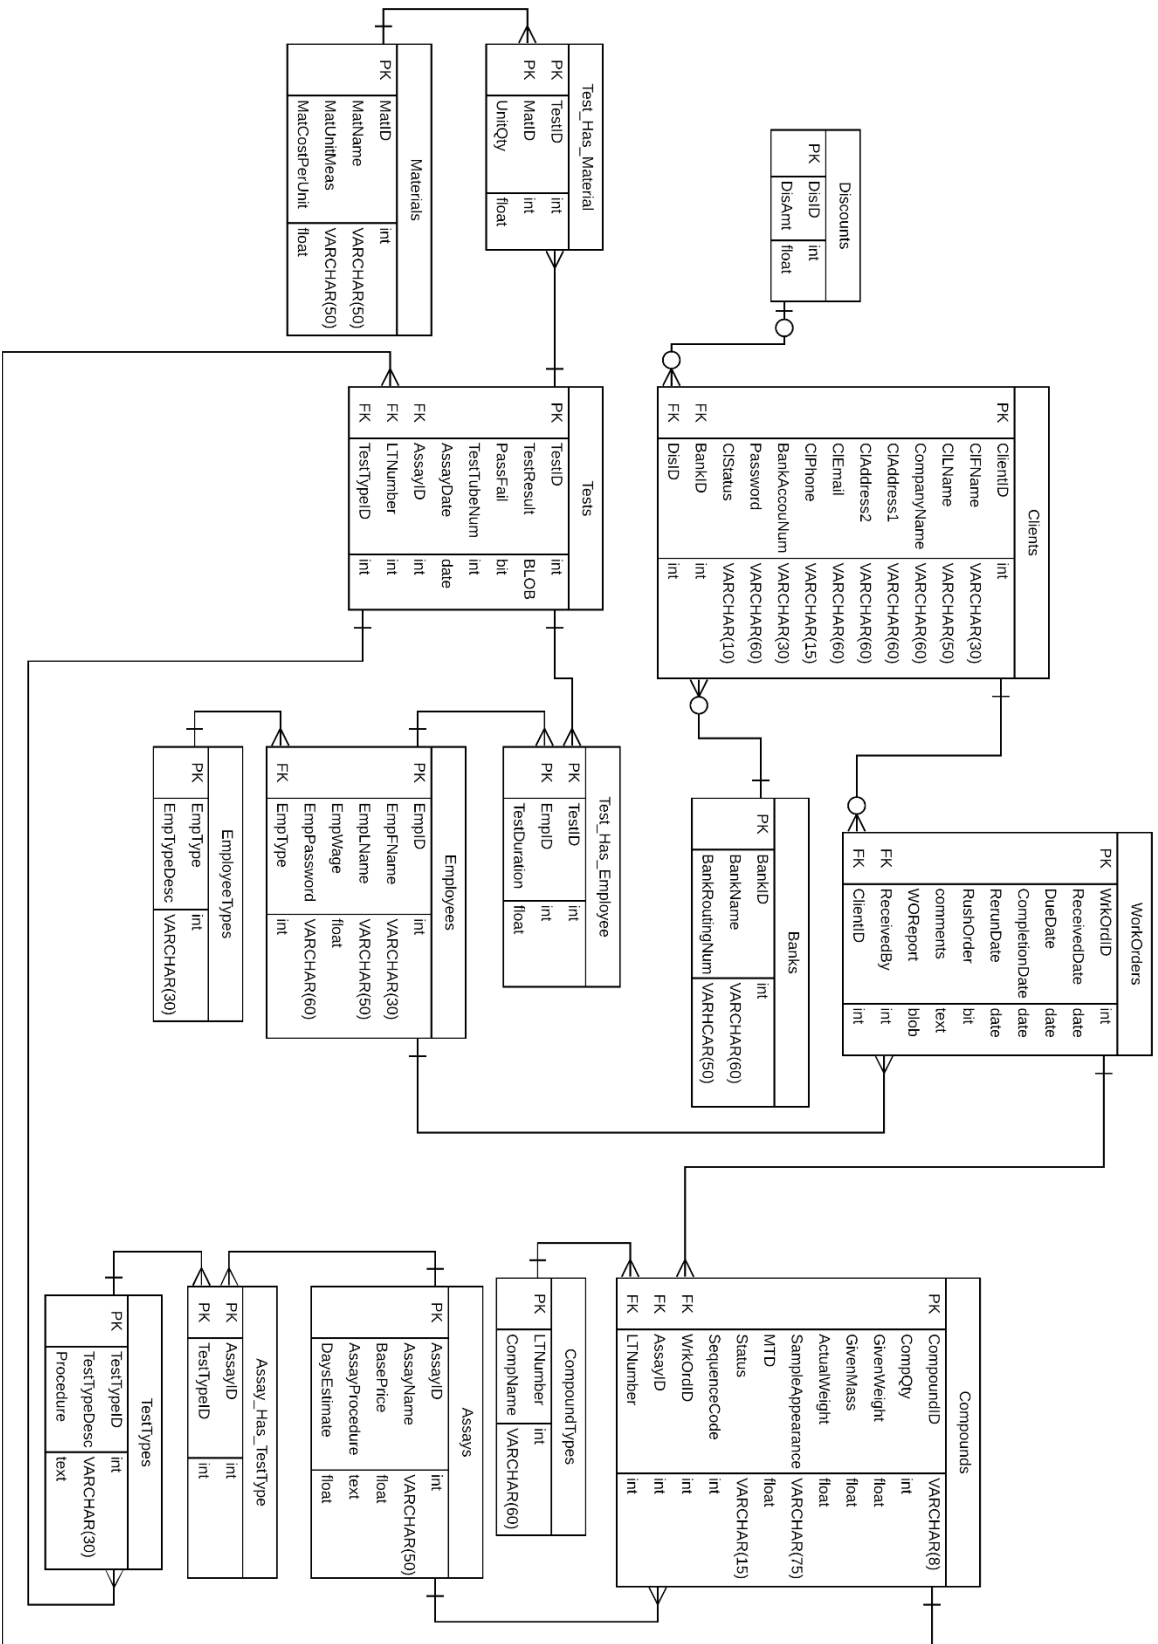 Discounts
PK DisID int
DisAmt float
Test_Has_Material
PK TestID int
PK MatID int
UnitQty float
Materials
PK MatID int
MatName VARCHAR(50)
MatUnitMeas VARCHAR(50)
MatCostPerUnit float
Clients
PK ClientID int
ClFName VARCHAR(30)
ClLName VARCHAR(50)
CompanyName VARCHAR(60)
ClAddress1 VARCHAR(60)
ClAddress2 VARCHAR(60)
ClEmail VARCHAR(60)
ClPhone VARCHAR(15)
BankAccouNum VARCHAR(30)
Password VARCHAR(60)
ClStatus VARCHAR(10)
FK BankID int
FK DisID int
Tests
PK TestID int
TestResult BLOB
PassFail bit
TestTubeNum int
AssayDate date
FK AssayID int
FK LTNumber int
FK TestTypeID int
WorkOrders
PK WrkOrdID int
ReceivedDate date
DueDate date
CompletionDate date
RerunDate date
RushOrder bit
comments text
WOReport blob
FK ReceivedBy int
FK ClientID int
Banks
PK BankID int
BankName VARCHAR(60)
BankRoutingNum VARHCAR(50)
Test_Has_Employee
PK TestID int
PK EmpID int
TestDuration float
Employees
PK EmpID int
EmpFName VARCHAR(30)
EmpLName VARCHAR(50)
EmpWage float
EmpPassword VARCHAR(60)
FK EmpType int
EmployeeTypes
PK EmpType int
EmpTypeDesc VARCHAR(30)
Compounds
PK CompoundID VARCHAR(8)
CompQty int
GivenWeight float
GivenMass float
ActualWeight float
SampleAppearance VARCHAR(75)
MTD float
Status VARCHAR(15)
SequenceCode int
FK WrkOrdID int
FK AssayID int
FK LTNumber int
CompoundTypes
PK LTNumber int
CompName VARCHAR(60)
Assays
PK AssayID int
AssayName VARCHAR(50)
BasePrice float
AssayProcedure text
DaysEstimate float
Assay_Has_TestType
PK AssayID int
PK TestTypeID int
TestTypes
PK TestTypeID int
TestTypeDesc VARCHAR(30)
Procedure text